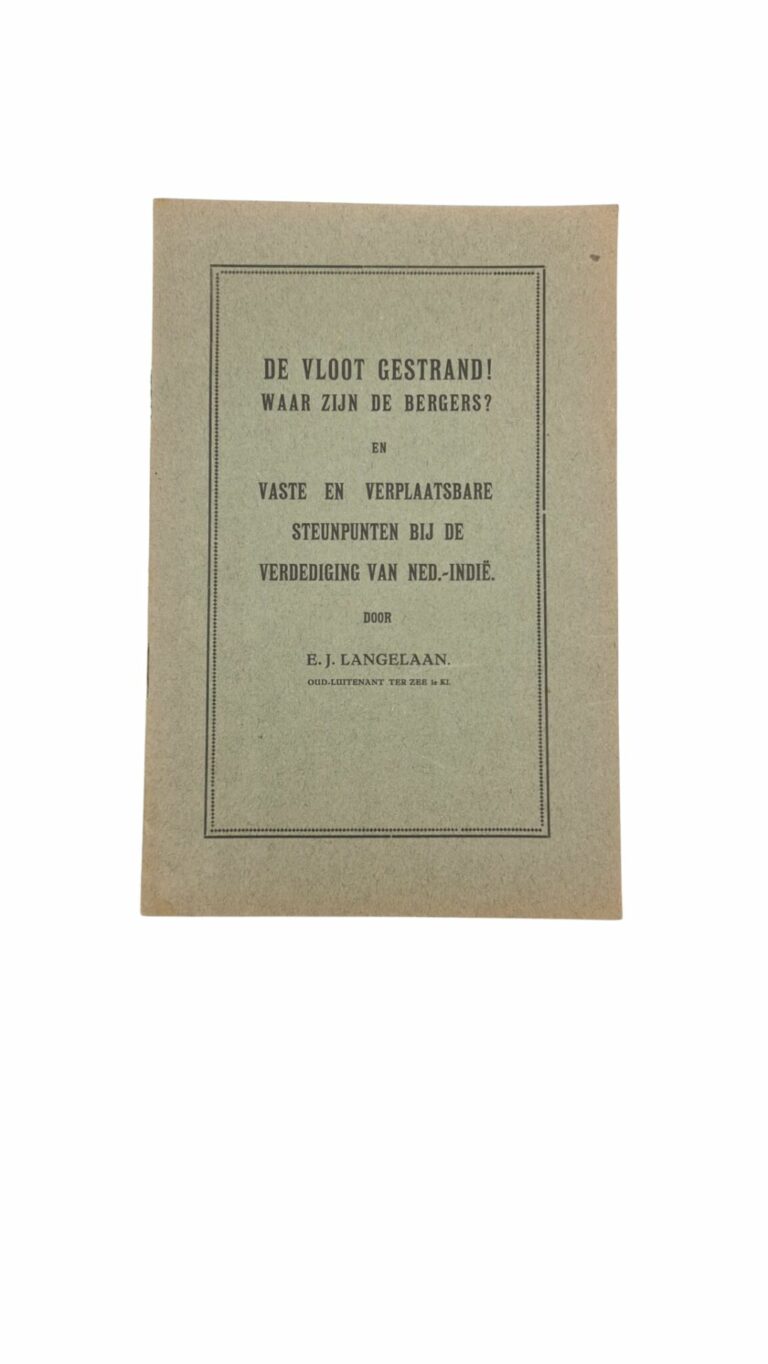 DE VLOOT GESTRAND!
WAAR ZIJN DE BERGERS?
EN
VASTE EN VERPLAATSBARE
STEUNPUNTEN BIJ DE
VERDEDIGING VAN NED.-INDIË.
DOOR
E. J. LANGELAAN.
OUD-LUITENANT TER ZEE 1e Kl.